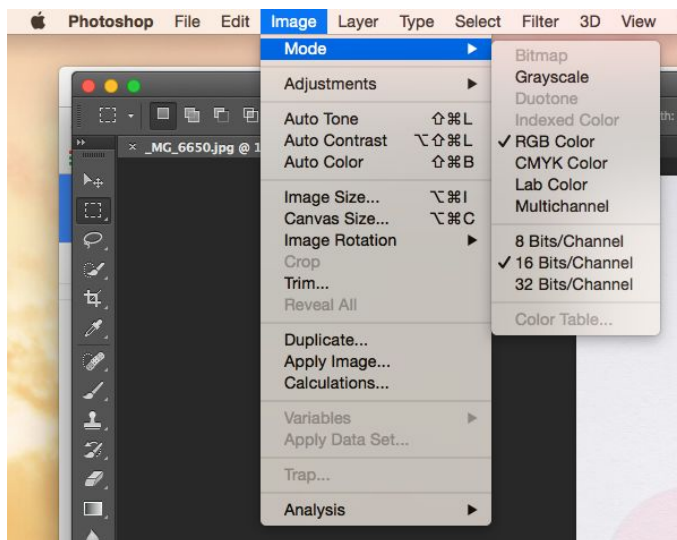 Photoshop File Edit Image Layer Type Select Filter 3D View
Mode
Adjustments
Auto Tone ⇧⌘L
Auto Contrast ⌥⇧⌘L
Auto Color ⇧⌘B
Image Size... ⌥⌘I
Canvas Size... ⌥⌘C
Image Rotation
Crop
Trim...
Reveal All
Duplicate...
Apply Image...
Calculations...
Variables
Apply Data Set...
Trap...
Analysis
Bitmap
Grayscale
Duotone
Indexed Color
✓ RGB Color
CMYK Color
Lab Color
Multichannel
8 Bits/Channel
✓ 16 Bits/Channel
32 Bits/Channel
Color Table...
× _MG_6650.jpg @ 1
th: